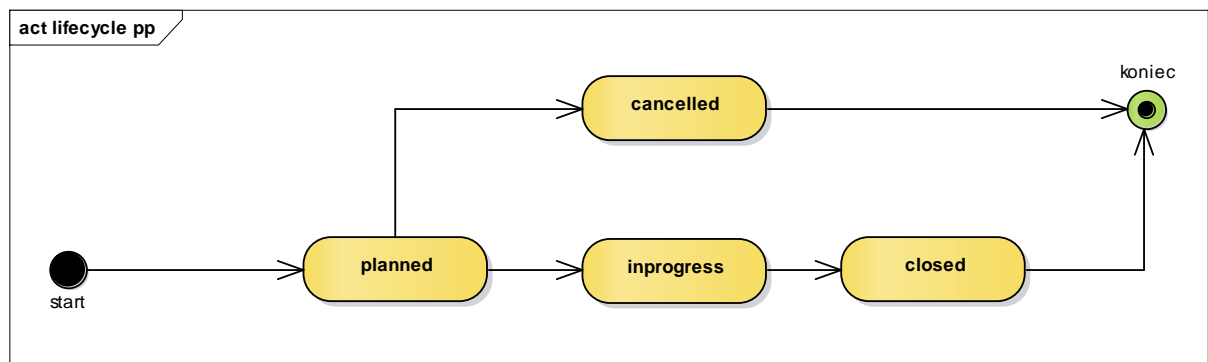 act lifecycle pp
koniec
cancelled
planned
inprogress
closed
start